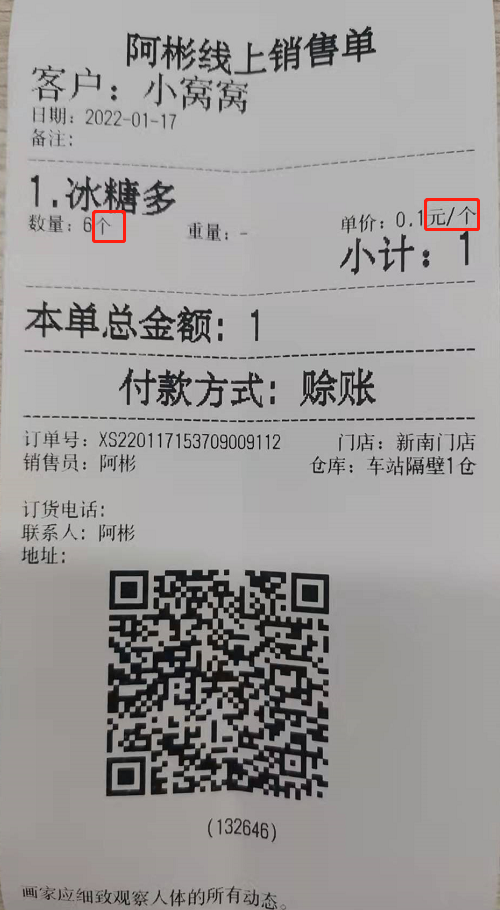 阿彬线上销售单
客户：小窝窝
日期：2022-01-17
备注：
1.冰糖多
数量：6个 重量：- 单价：0.1元/个
小计：1
本单总金额：1
付款方式：赊账
订单号：XS220117153709009112 门店：新南门店
销售员：阿彬 仓库：车站隔壁1仓
订货电话：
联系人：阿彬
地址：
(132646)
画家应细致观察人体的所有动态。